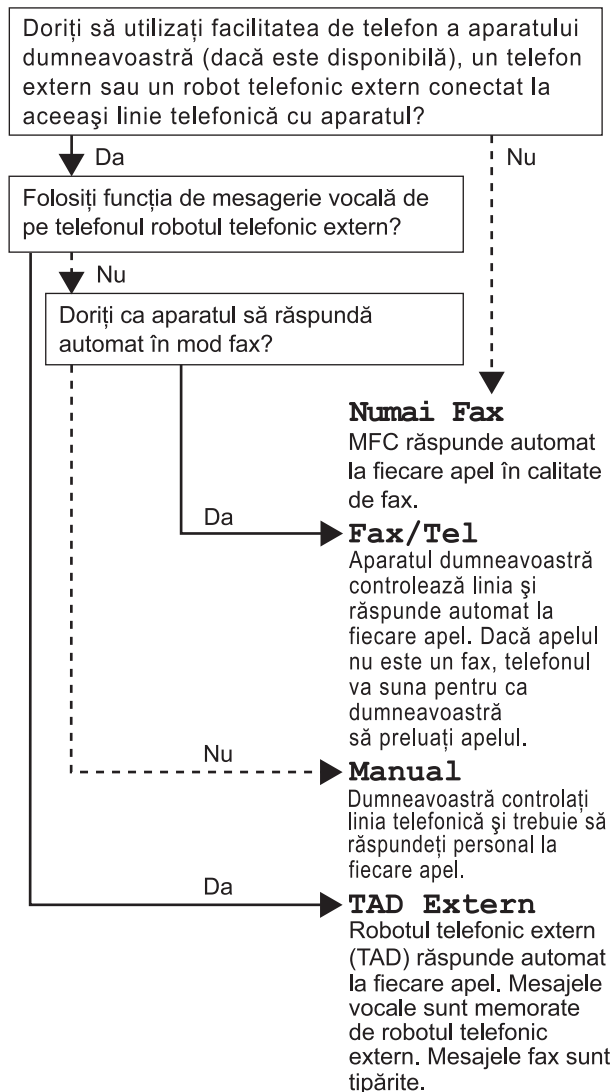 Doriți să utilizați facilitatea de telefon a aparatului
dumneavoastră (dacă este disponibilă), un telefon
extern sau un robot telefonic extern conectat la
aceeaşi linie telefonică cu aparatul?
Da
Nu
Folosiți funcția de mesagerie vocală de
pe telefonul robotul telefonic extern?
Nu
Doriți ca aparatul să răspundă
automat în mod fax?
Numai Fax
MFC răspunde automat
la fiecare apel în calitate
de fax.
Da
Fax/Tel
Aparatul dumneavoastră
controlează linia şi
răspunde automat la
fiecare apel. Dacă apelul
nu este un fax, telefonul
va suna pentru ca
dumneavoastră
să preluați apelul.
Nu
Manual
Dumneavoastră controlați
linia telefonică şi trebuie să
răspundeți personal la
fiecare apel.
Da
TAD Extern
Robotul telefonic extern
(TAD) răspunde automat
la fiecare apel. Mesajele
vocale sunt memorate
de robotul telefonic
extern. Mesajele fax sunt
tipărite.